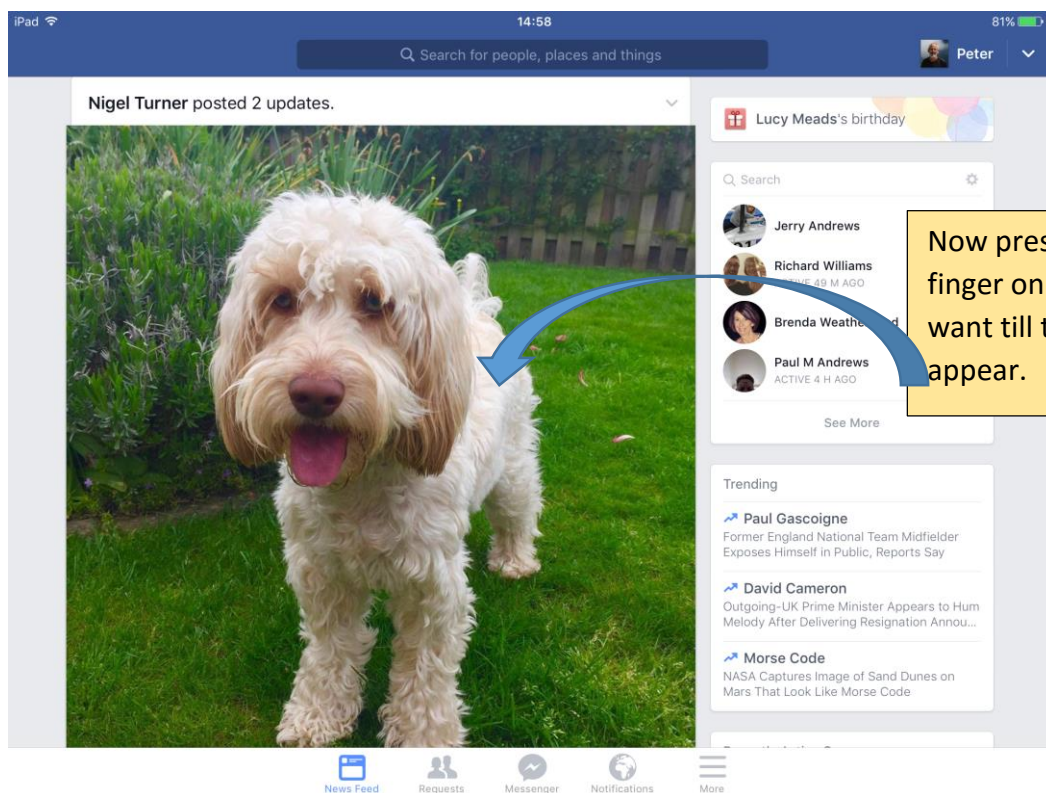 iPad 14:58 81%
Search for people, places and things
Peter
Nigel Turner posted 2 updates.
Lucy Meads's birthday
Search
Jerry Andrews
Richard Williams
49 M AGO
Brenda
Paul M Andrews
ACTIVE 4 H AGO
See More
Now
finger on
want till
appear.
Trending
Paul Gascoigne
Former England National Team Midfielder
Exposes Himself in Public, Reports Say
David Cameron
Outgoing-UK Prime Minister Appears to Hum
Melody After Delivering Resignation Annou...
Morse Code
NASA Captures Image of Sand Dunes on
Mars That Look Like Morse Code
News Feed
Requests
Messenger
Notifications
More